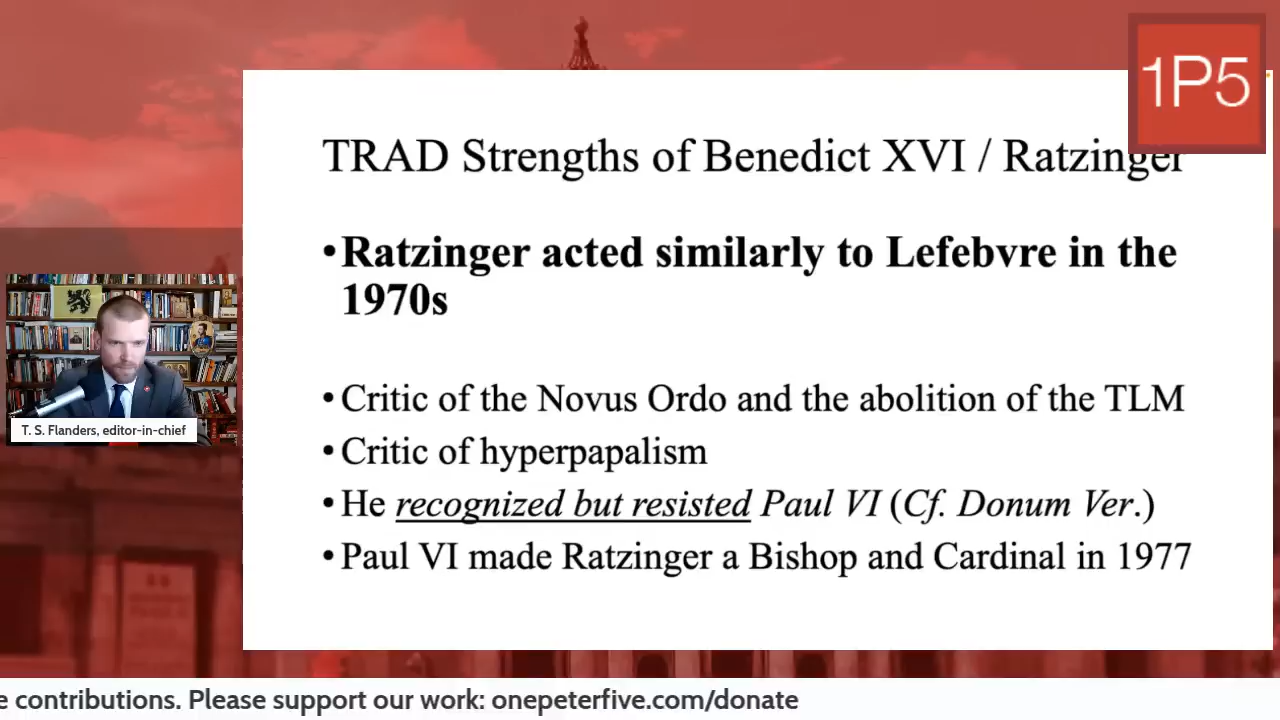 1P5
TRAD Strengths of Benedict XVI / Ratzinger
•Ratzinger acted similarly to Lefebvre in the
1970s
•Critic of the Novus Ordo and the abolition of the TLM
•Critic of hyperpapalism
•He recognized but resisted Paul VI (Cf. Donum Ver.)
•Paul VI made Ratzinger a Bishop and Cardinal in 1977
T. S. Flanders, editor-in-chief
e contributions. Please support our work: onepeterfive.com/donate